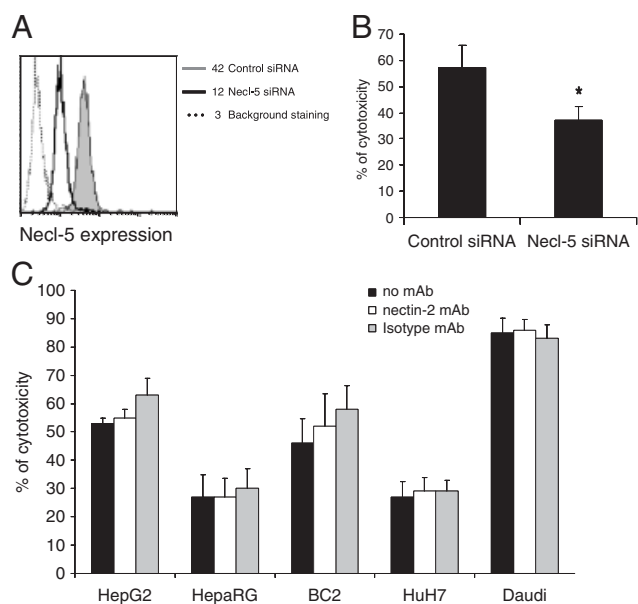 A
42 Control siRNA
12 Necl-5 siRNA
3 Background staining
Necl-5 expression
B
% of cytotoxicity
70
60
50
40
30
20
10
0
*
Control siRNA Necl-5 siRNA
C
% of cytotoxicity
100
90
80
70
60
50
40
30
20
10
0
no mAb
nectin-2 mAb
Isotype mAb
HepG2 HepaRG BC2 HuH7 Daudi